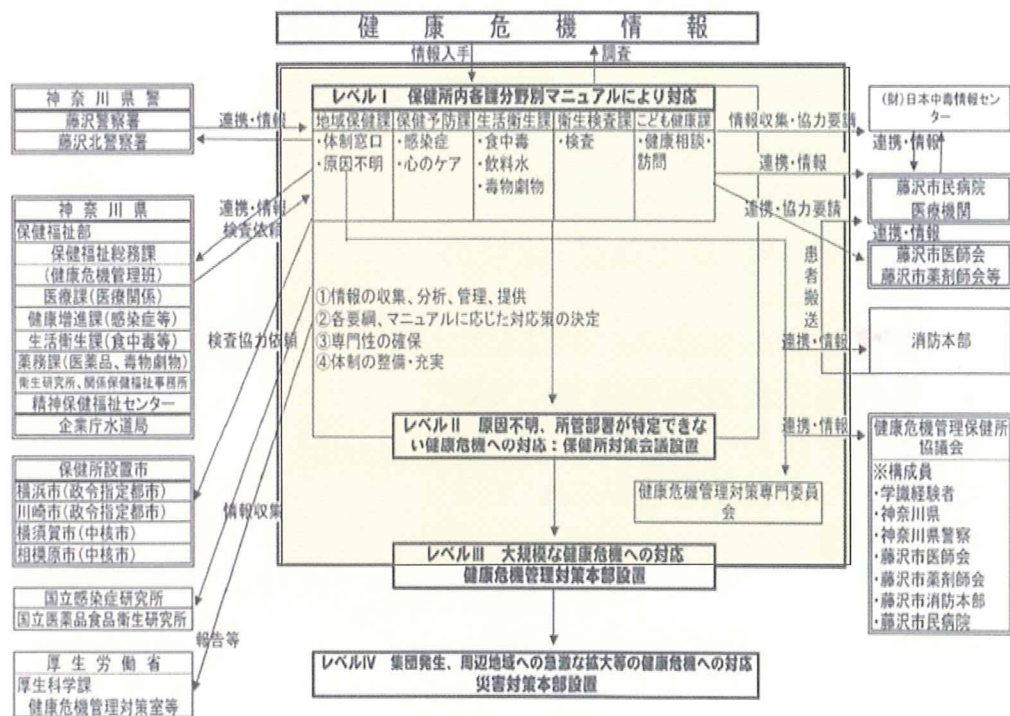 健康危機情報
情報入手
調査
レベルⅠ 保健所内各課分野別マニュアルにより対応
地域保健課
・体制窓口
・原因不明
保健予防課
・感染症
・心のケア
生活衛生課
・食中毒
・飲料水
・毒物劇物
衛生検査課
・検査
こども健康課
・健康相談・
訪問
神奈川県警
藤沢警察署
藤沢北警察署
連携・情報
神奈川県
保健福祉部
保健福祉総務課
(健康危機管理班)
医療課(医療関係)
健康増進課(感染症等)
生活衛生課(食中毒等)
薬務課(医薬品、毒物劇物)
衛生研究所、関係保健福祉事務所
精神保健福祉センター
企業庁水道局
連携・情報
検査依頼
検査協力依頼
保健所設置市
横浜市(政令指定都市)
川崎市(政令指定都市)
横須賀市(中核市)
相模原市(中核市)
情報収集
国立感染症研究所
国立医薬品食品衛生研究所
報告等
厚生労働省
厚生科学課
健康危機管理対策室等
①情報の収集、分析、管理、提供
②各要綱、マニュアルに応じた対応策の決定
③専門性の確保
④体制の整備・充実
レベルⅡ 原因不明、所管部署が特定できな
い健康危機への対応：保健所対策会議設置
健康危機管理対策専門委員
会
レベルⅢ 大規模な健康危機への対応
健康危機管理対策本部設置
レベルⅣ 集団発生、周辺地域への急激な拡大等の健康危機への対応
災害対策本部設置
情報収集・協力要請
(財)日本中毒情報セン
ター
連携・情報
連携・情報
藤沢市民病院
医療機関
連携・協力要請
連携・情報
藤沢市医師会
藤沢市薬剤師会等
患者搬送
連携・情報
消防本部
連携・情報
健康危機管理保健所
協議会
※構成員
・学識経験者
・神奈川県
・神奈川県警察
・藤沢市医師会
・藤沢市薬剤師会
・藤沢市消防本部
・藤沢市民病院